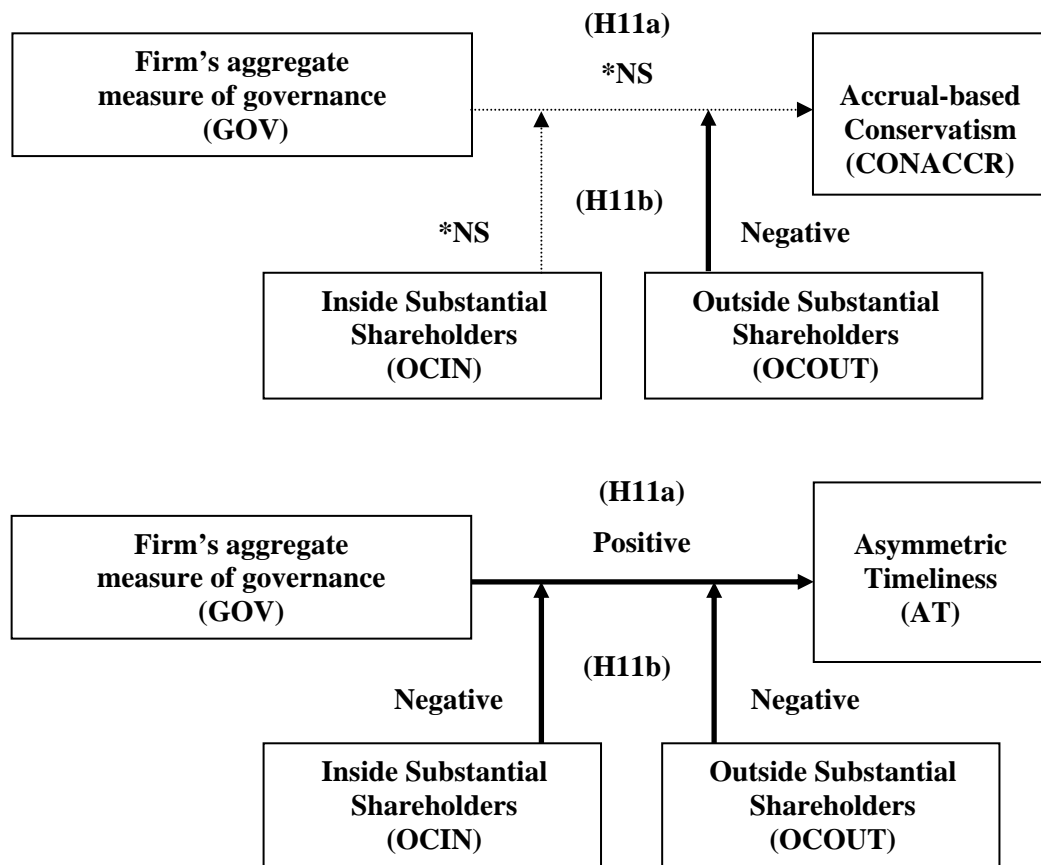 (H11a)
Firm’s aggregate
measure of governance
(GOV)
*NS
Accrual-based
Conservatism
(CONACCR)
(H11b)
*NS
Negative
Inside Substantial
Shareholders
(OCIN)
Outside Substantial
Shareholders
(OCOUT)
(H11a)
Firm’s aggregate
measure of governance
(GOV)
Positive
Asymmetric
Timeliness
(AT)
(H11b)
Negative
Negative
Inside Substantial
Shareholders
(OCIN)
Outside Substantial
Shareholders
(OCOUT)